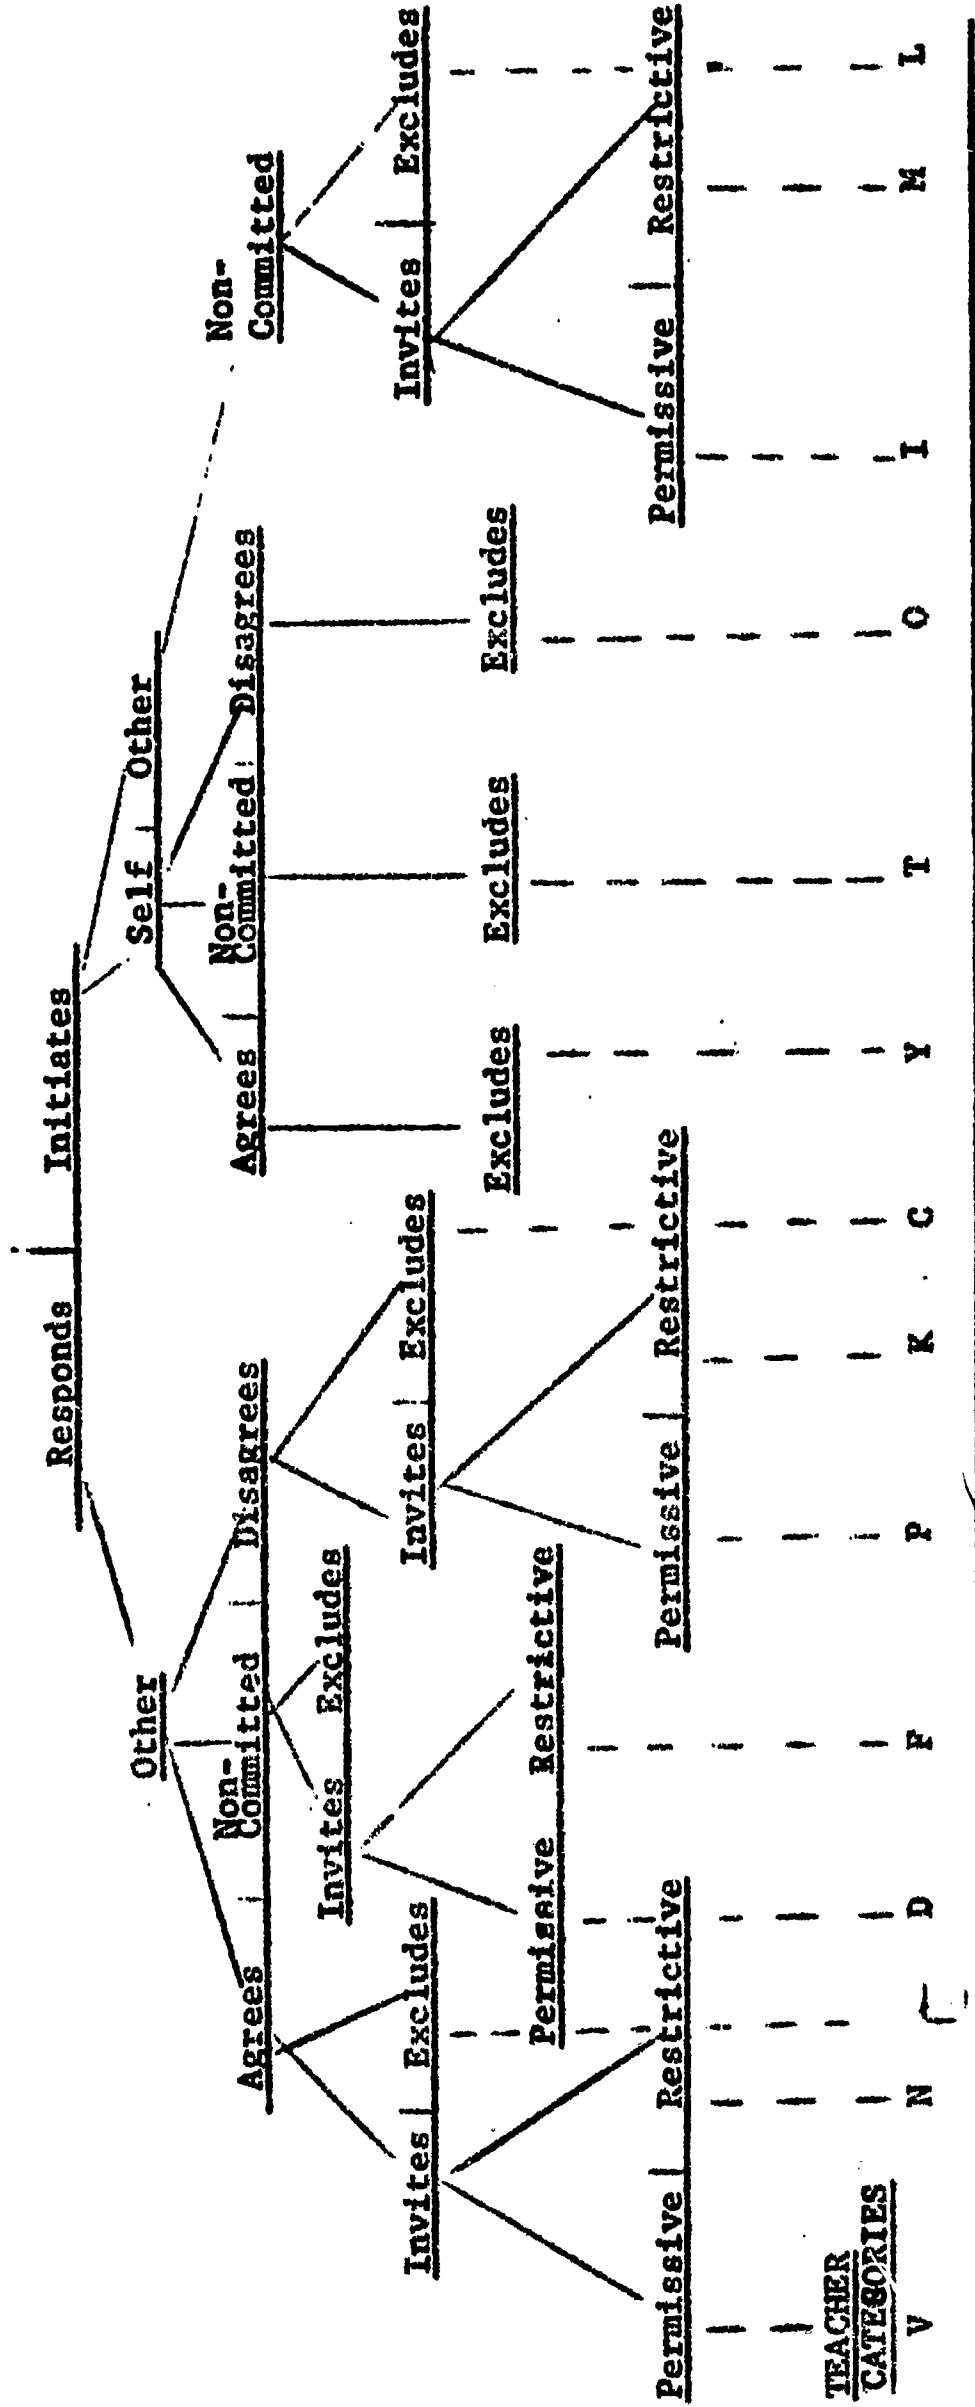 Responds Initiates
Other Self Other
Agrees Non-Committed Disagrees Agrees Non-Committed Disagrees Non-Committed
Invites Excludes
Invites Excludes Invites Excludes Invites Excludes
Excludes Excludes Excludes
Permissive Restrictive
Permissive Restrictive Permissive Restrictive Permissive Restrictive
TEACHER
CATEGORIES
V N D F P K C Y T O I M L